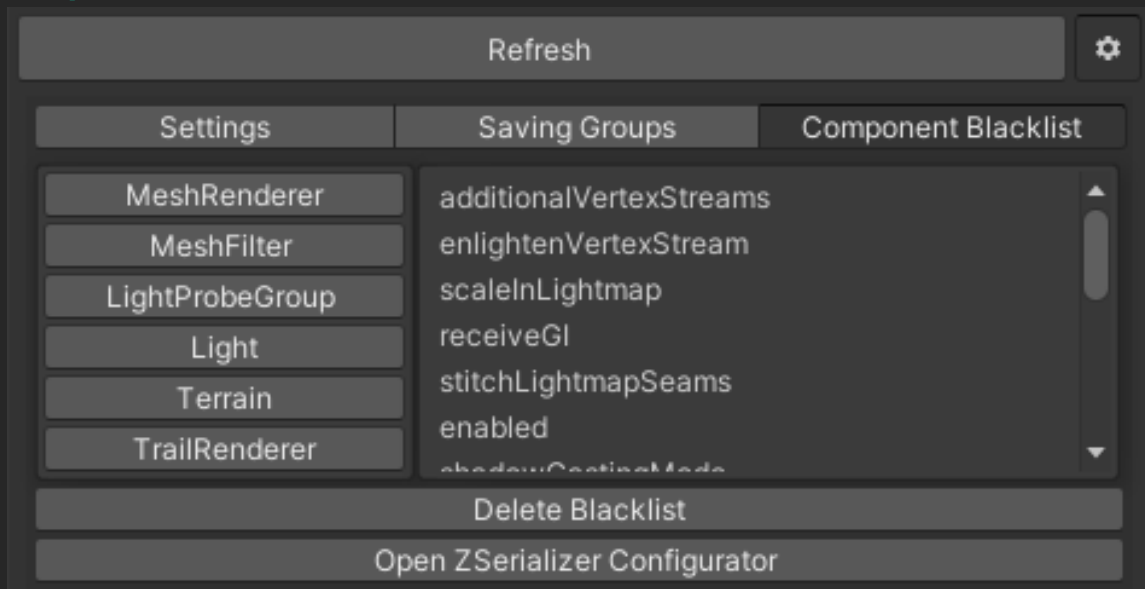 Refresh
Settings
Saving Groups
Component Blacklist
MeshRenderer
MeshFilter
LightProbeGroup
Light
Terrain
TrailRenderer
additionalVertexStreams
enlightenVertexStream
scaleInLightmap
receiveGI
stitchLightmapSeams
enabled
shadowCastingMode
Delete Blacklist
Open ZSerializer Configurator